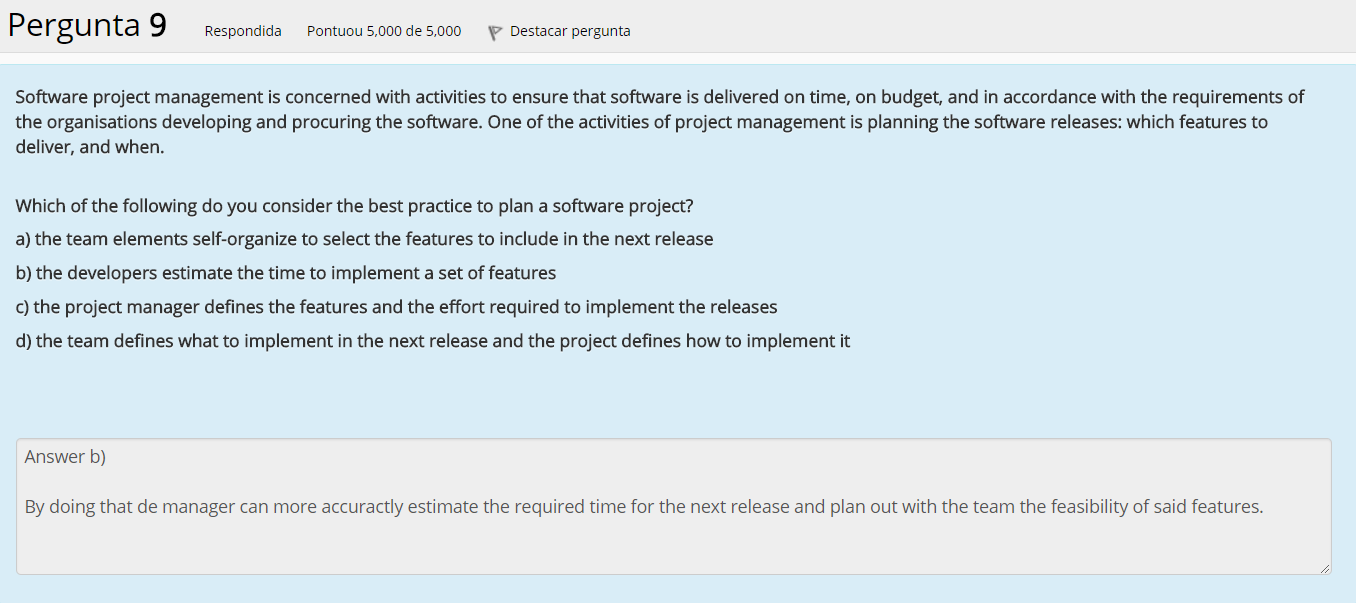 Pergunta 9
Respondida
Pontuou 5,000 de 5,000
Destacar pergunta
Software project management is concerned with activities to ensure that software is delivered on time, on budget, and in accordance with the requirements of
the organisations developing and procuring the software. One of the activities of project management is planning the software releases: which features to
deliver, and when.
Which of the following do you consider the best practice to plan a software project?
a) the team elements self-organize to select the features to include in the next release
b) the developers estimate the time to implement a set of features
c) the project manager defines the features and the effort required to implement the releases
d) the team defines what to implement in the next release and the project defines how to implement it
Answer b)
By doing that de manager can more accuractly estimate the required time for the next release and plan out with the team the feasibility of said features.